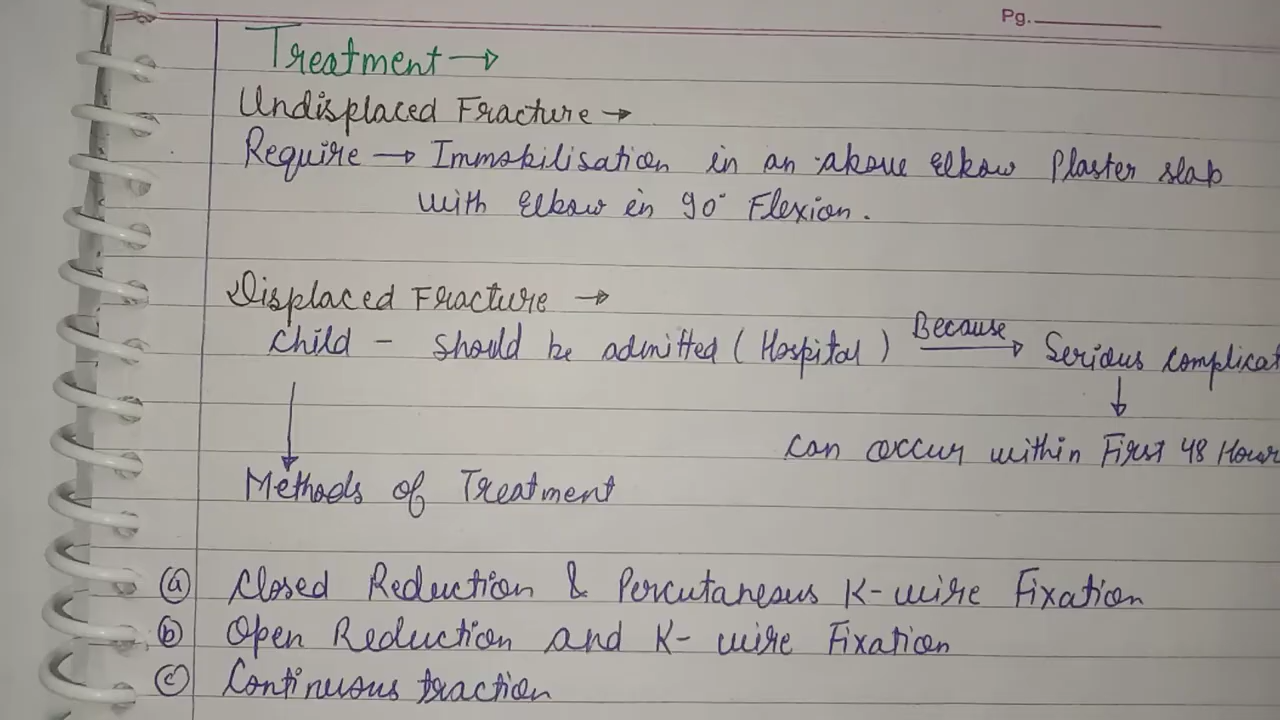 Pg.
Treatment →
Undisplaced Fracture →
Require → Immobilisation in an above elbow Plaster slab
with elbow in 90° Flexion.
Displaced Fracture →
child - should be admitted (Hospital) Because → Serious complicat
↓
can occur within First 48 Hour
↓
Methods of Treatment
(a) Closed Reduction & Percutaneous K-wire Fixation
(b) Open Reduction and K-wire Fixation
(c) Continuous traction